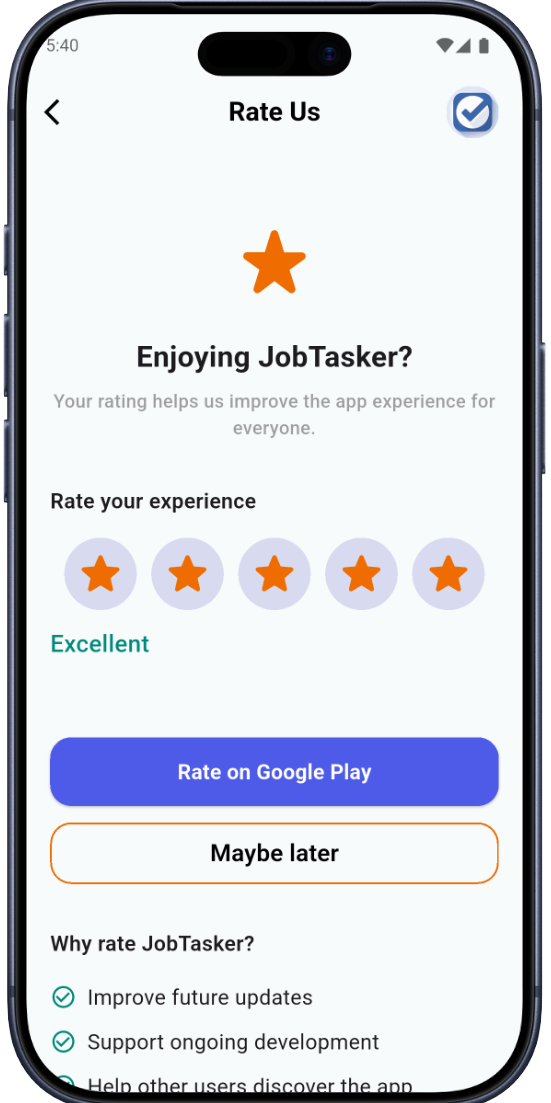 5:40
Rate Us
Enjoying JobTasker?
Your rating helps us improve the app experience for
everyone.
Rate your experience
Excellent
Rate on Google Play
Maybe later
Why rate JobTasker?
Improve future updates
Support ongoing development
Help other users discover the app